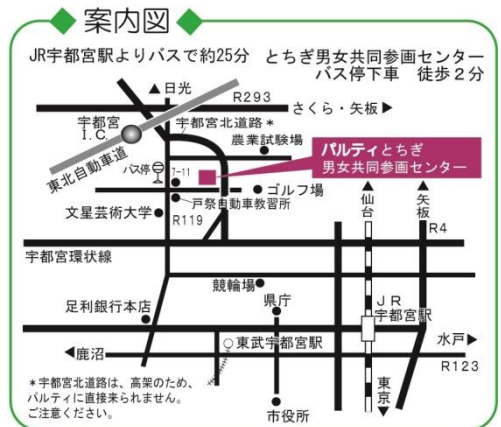 案内図
JR宇都宮駅よりバスで約25分 とちぎ男女共同参画センター
バス停下車 徒歩2分
▲日光
R293
さくら・矢板▶
宇都宮
I.C.
宇都宮北道路*
農業試験場
東北自動車道
バス停
7-11
パルティとちぎ
男女共同参画センター
ゴルフ場
戸祭自動車教習所
文星芸術大学
R119
▲仙台
▲矢板
R4
宇都宮環状線
競輪場
県庁
JR
宇都宮駅
足利銀行本店
水戸▶
◀鹿沼
東武宇都宮駅
R123
*宇都宮北道路は、高架のため、
パルティに直接来られません。
ご注意ください。
市役所
東京▼